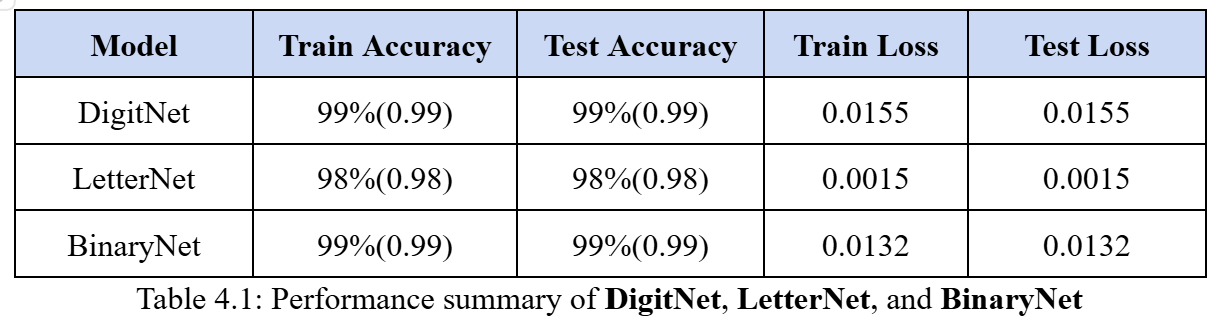 Model Train Accuracy Test Accuracy Train Loss Test Loss
DigitNet 99%(0.99) 99%(0.99) 0.0155 0.0155
LetterNet 98%(0.98) 98%(0.98) 0.0015 0.0015
BinaryNet 99%(0.99) 99%(0.99) 0.0132 0.0132
Table 4.1: Performance summary of DigitNet, LetterNet, and BinaryNet